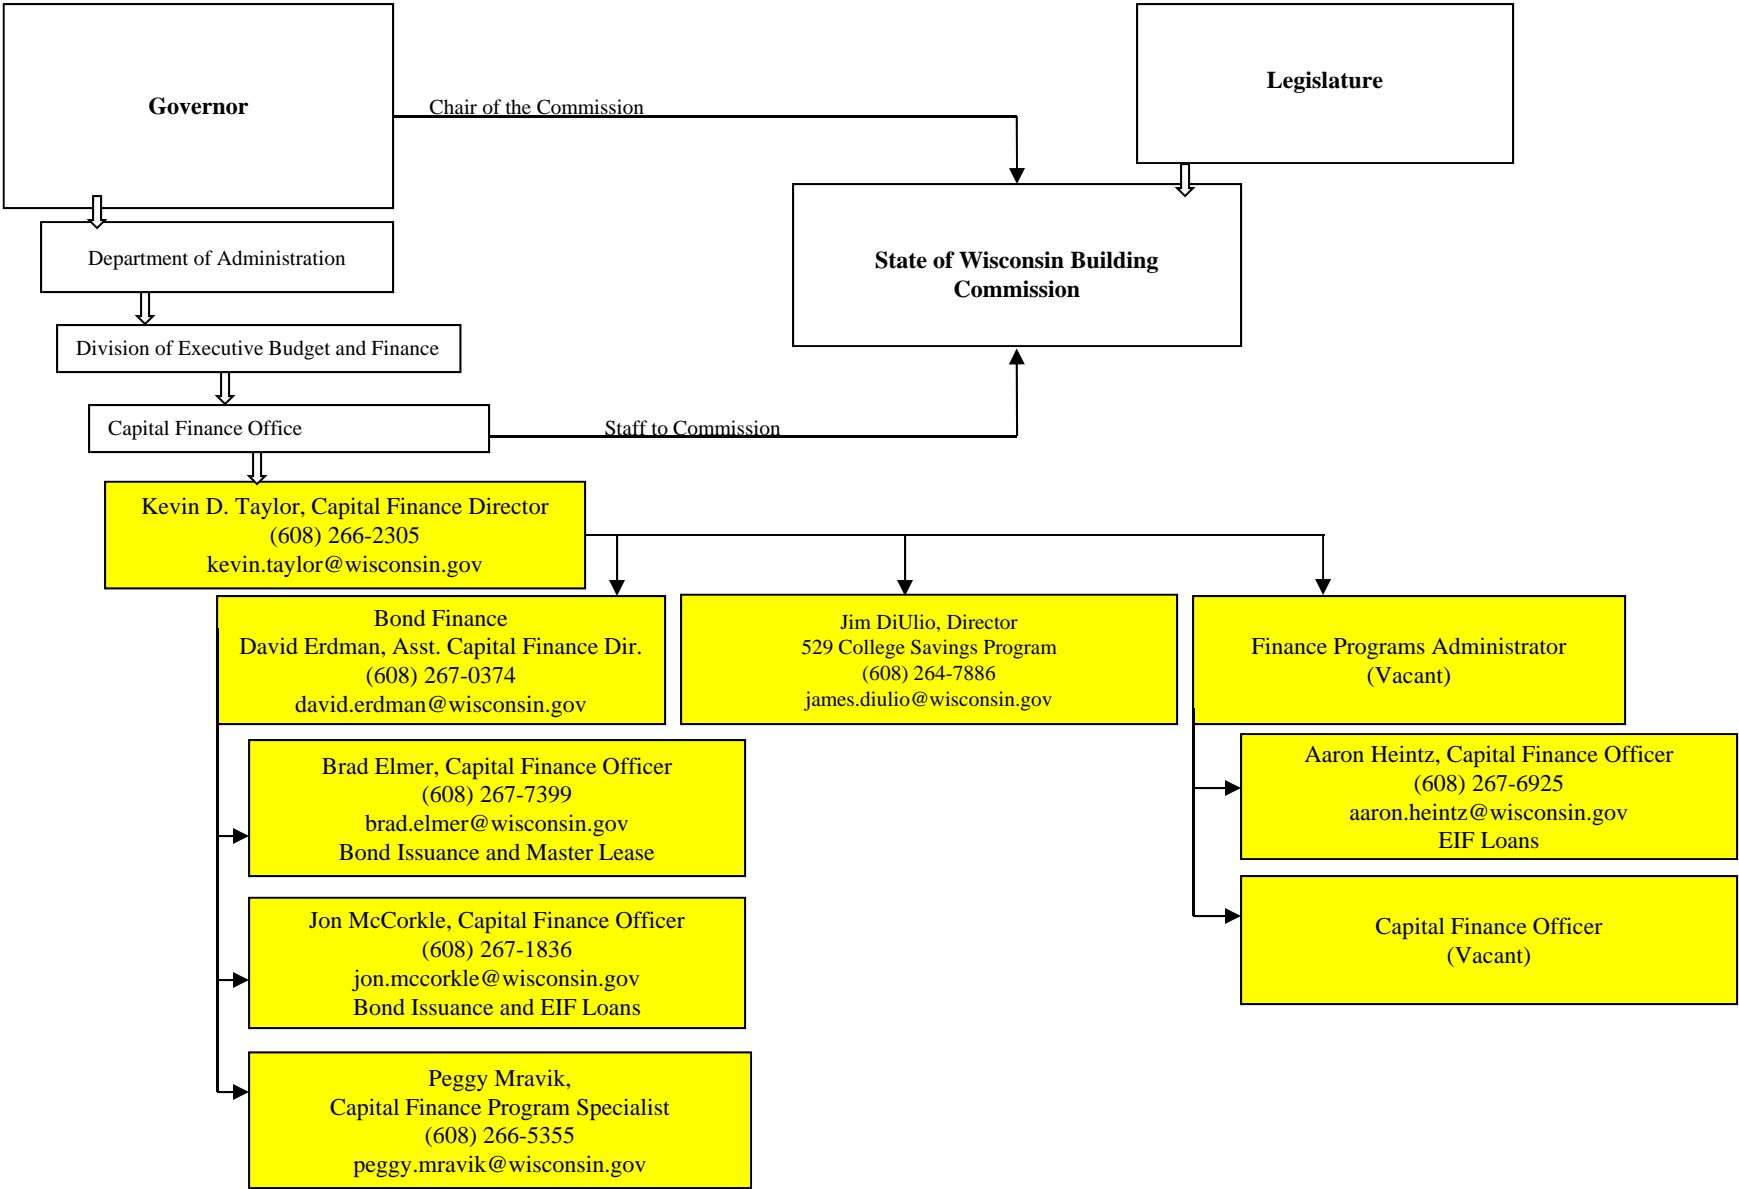 Governor
Chair of the Commission
Legislature
State of Wisconsin Building
Commission
Department of Administration
Division of Executive Budget and Finance
Capital Finance Office
Staff to Commission
Kevin D. Taylor, Capital Finance Director
(608) 266-2305
kevin.taylor@wisconsin.gov
Bond Finance
David Erdman, Asst. Capital Finance Dir.
(608) 267-0374
david.erdman@wisconsin.gov
Jim DiUlio, Director
529 College Savings Program
(608) 264-7886
james.diulio@wisconsin.gov
Finance Programs Administrator
(Vacant)
Brad Elmer, Capital Finance Officer
(608) 267-7399
brad.elmer@wisconsin.gov
Bond Issuance and Master Lease
Jon McCorkle, Capital Finance Officer
(608) 267-1836
jon.mccorkle@wisconsin.gov
Bond Issuance and EIF Loans
Peggy Mravik,
Capital Finance Program Specialist
(608) 266-5355
peggy.mravik@wisconsin.gov
Aaron Heintz, Capital Finance Officer
(608) 267-6925
aaron.heintz@wisconsin.gov
EIF Loans
Capital Finance Officer
(Vacant)